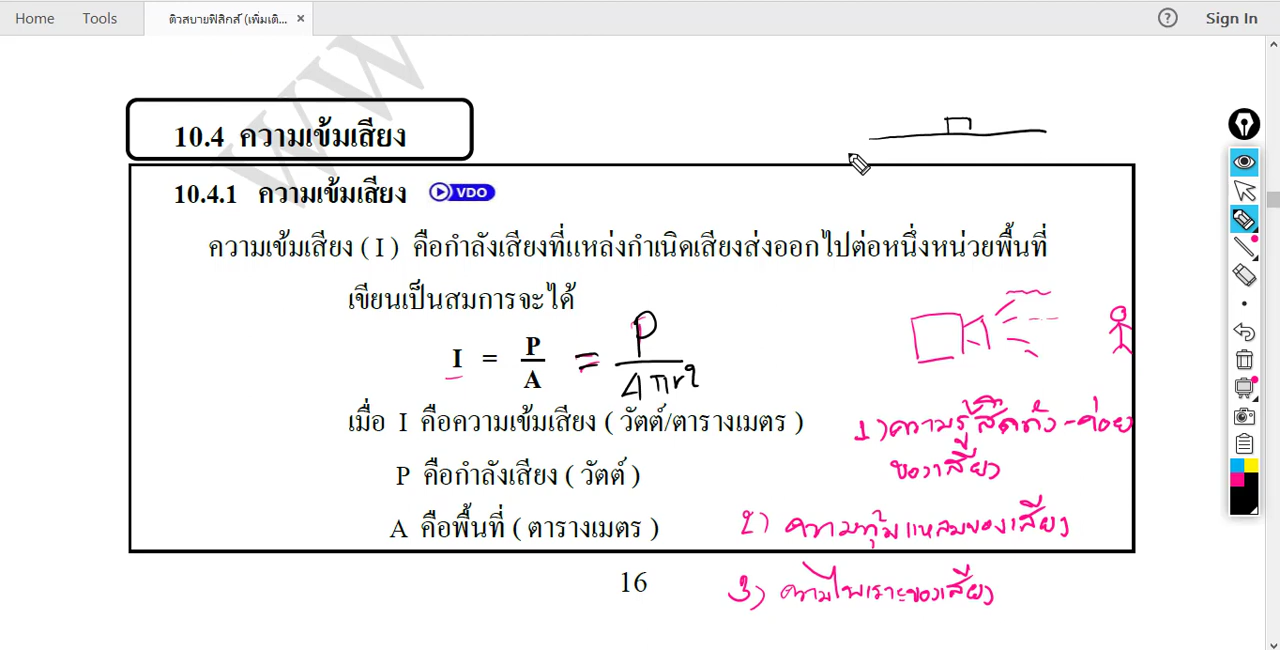 Home Tools ติวสบายฟิสิกส์ (เพิ่มเติ... × ? Sign In
WW
10.4 ความเข้มเสียง
10.4.1 ความเข้มเสียง VDO
ความเข้มเสียง ( I ) คือกำลังเสียงที่แหล่งกำเนิดเสียงส่งออกไปต่อหนึ่งหน่วยพื้นที่
เขียนเป็นสมการจะได้
I = P/A = P/4πr²
เมื่อ I คือความเข้มเสียง ( วัตต์/ตารางเมตร )
P คือกำลังเสียง ( วัตต์ )
A คือพื้นที่ ( ตารางเมตร )
1) ความรู้สึกดัง-ค่อย
ของเสียง
2) ความทุ้มแหลมของเสียง
3) ความไพเราะของเสียง
16